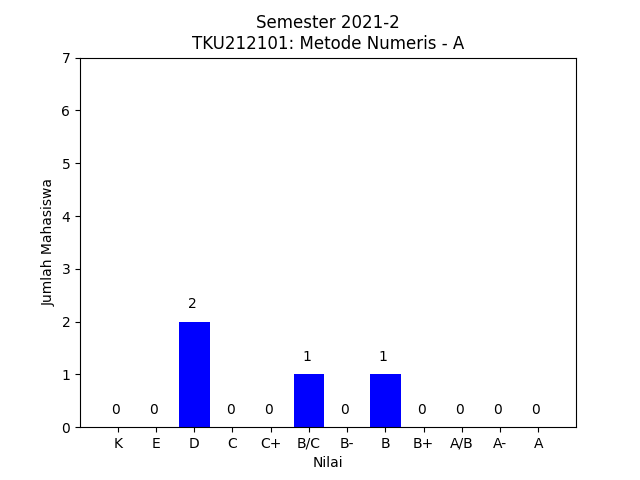 Semester 2021-2
TKU212101: Metode Numeris - A
7
6
5
4
3
2
1
0
Jumlah Mahasiswa
0 0 2 0 0 1 0 1 0 0 0 0
K E D C C+ B/C B- B B+ A/B A- A
Nilai